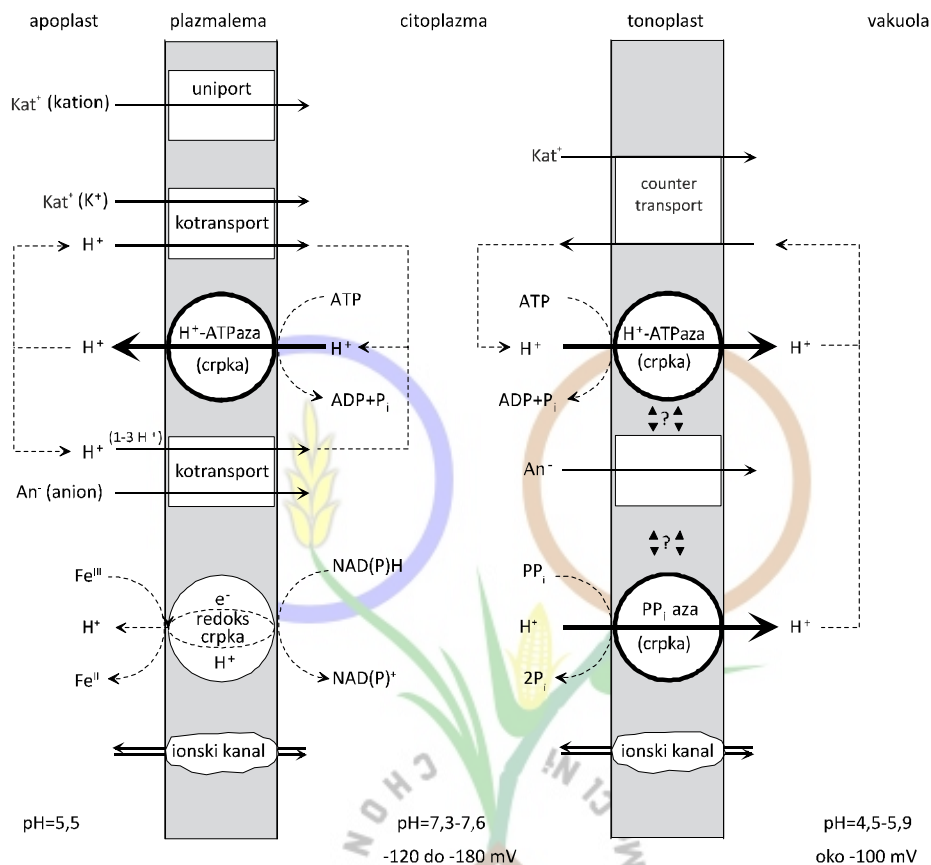 apoplast plazmalema citoplazma tonoplast vakuola
uniport
Kat⁺ (kation)
Kat⁺
counter
transport
Kat⁺ (K⁺)
kotransport
H⁺
ATP
ATP
H⁺
H⁺-ATPaza
(crpka)
H⁺
H⁺
H⁺-ATPaza
(crpka)
H⁺
ADP+Pᵢ
ADP+Pᵢ
?
(1-3 H⁺)
H⁺
kotransport
An⁻ (anion)
An⁻
?
Feᴵᴵᴵ
NAD(P)H
PPᵢ
e⁻
redoks
crpka
H⁺
H⁺
H⁺
PPᵢ aza
(crpka)
H⁺
Feᴵᴵ
NAD(P)⁺
2Pᵢ
ionski kanal
ionski kanal
pH=5,5
pH=7,3-7,6
pH=4,5-5,9
-120 do -180 mV
oko -100 mV